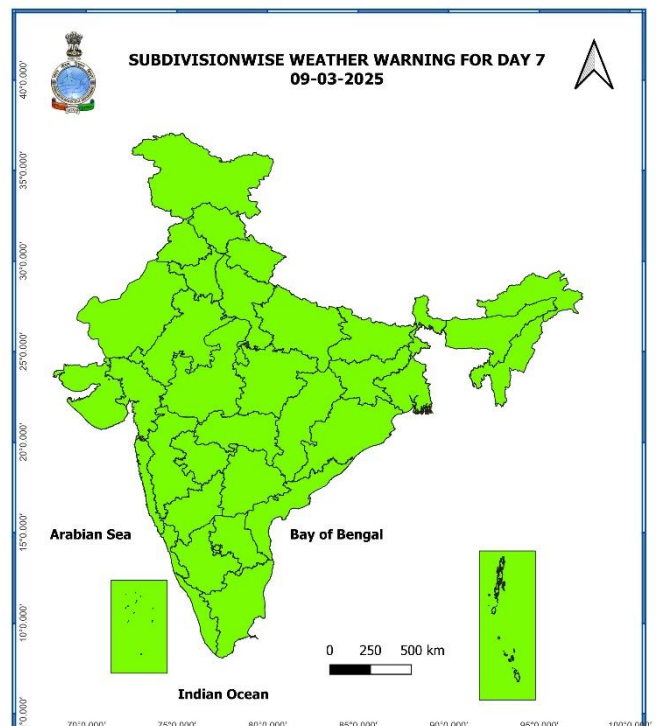 SUBDIVISIONWISE WEATHER WARNING FOR DAY 7
09-03-2025
40°0.000'
35°0.000'
30°0.000'
25°0.000'
20°0.000'
15°0.000'
Arabian Sea
Bay of Bengal
10°0.000'
0 250 500 km
Indian Ocean
°0.000'
70°0.000' 75°0.000' 80°0.000' 85°0.000' 90°0.000' 95°0.000' 100°0.000'